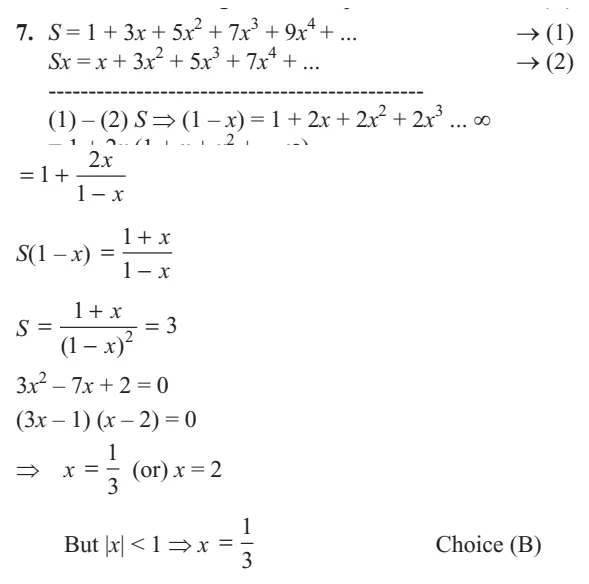 7. S = 1 + 3x + 5x² + 7x³ + 9x⁴ + ... → (1)
Sx = x + 3x² + 5x³ + 7x⁴ + ... → (2)
-----------------------------------------------
(1) – (2) S ⇒ (1 – x) = 1 + 2x + 2x² + 2x³ ... ∞
= 1 + 2x/(1 – x)
S(1 – x) = (1 + x)/(1 – x)
S = (1 + x)/(1 – x)² = 3
3x² – 7x + 2 = 0
(3x – 1) (x – 2) = 0
⇒ x = 1/3 (or) x = 2
But |x| < 1 ⇒ x = 1/3 Choice (B)